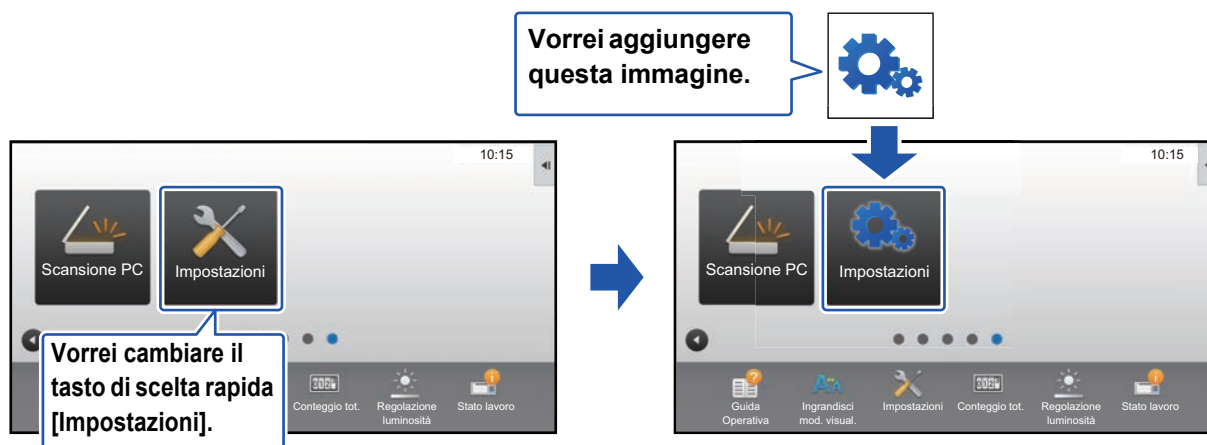 Vorrei aggiungere
questa immagine.
10:15
Scansione PC
Impostazioni
Vorrei cambiare il
tasto di scelta rapida
[Impostazioni].
Conteggio tot.
Regolazione
luminosità
Stato lavoro
10:15
Scansione PC
Impostazioni
Guida
Operativa
Ingrandisci
mod. visual.
Impostazioni
Conteggio tot.
Regolazione
luminosità
Stato lavoro